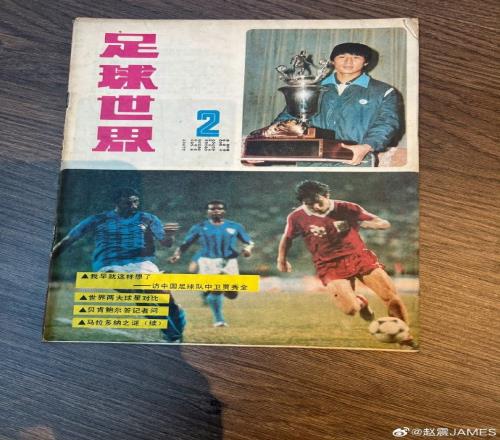 足球世界
2
▲我早就这样想了
——访中国足球队中卫贾秀全
▲世界两大球星对比
▲贝肯鲍尔答记者问
▲马拉多纳之谜(续)
@赵震JAMES